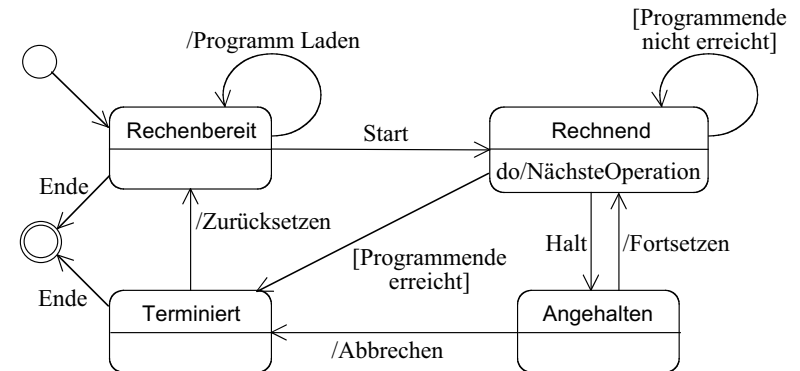 [Programmende
nicht erreicht]
/Programm Laden
Rechenbereit
Start
Rechnend
do/NächsteOperation
Ende
/Zurücksetzen
Halt
/Fortsetzen
[Programmende
erreicht]
Ende
Terminiert
Angehalten
/Abbrechen